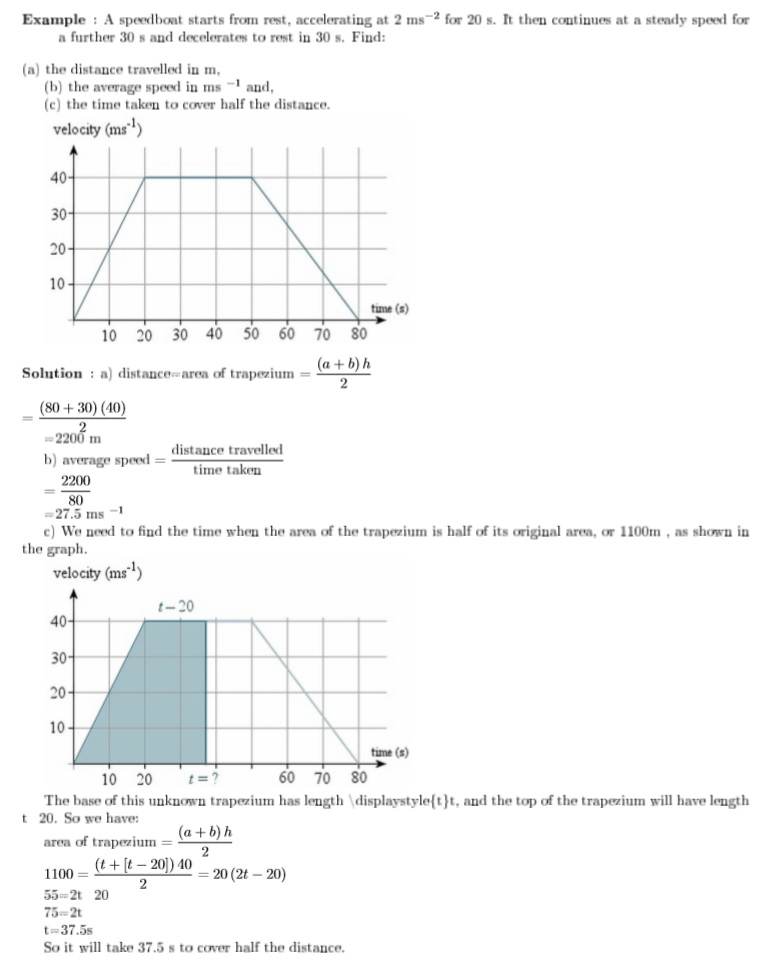 Example : A speedboat starts from rest, accelerating at 2 ms⁻² for 20 s. It then continues at a steady speed for
a further 30 s and decelerates to rest in 30 s. Find:
(a) the distance travelled in m,
(b) the average speed in ms ⁻¹ and,
(c) the time taken to cover half the distance.
velocity (ms⁻¹)
40
30
20
10
time (s)
10 20 30 40 50 60 70 80
Solution : a) distance=area of trapezium = (a + b) h / 2
= (80 + 30) (40) / 2
=2200 m
b) average speed = distance travelled / time taken
= 2200 / 80
=27.5 ms ⁻¹
c) We need to find the time when the area of the trapezium is half of its original area, or 1100m , as shown in
the graph.
velocity (ms⁻¹)
t–20
40
30
20
10
time (s)
10 20 t = ? 60 70 80
The base of this unknown trapezium has length \displaystyle{t}t, and the top of the trapezium will have length
t 20. So we have:
area of trapezium = (a + b) h / 2
1100 = (t + [t − 20]) 40 / 2 = 20 (2t − 20)
55=2t 20
75=2t
t=37.5s
So it will take 37.5 s to cover half the distance.